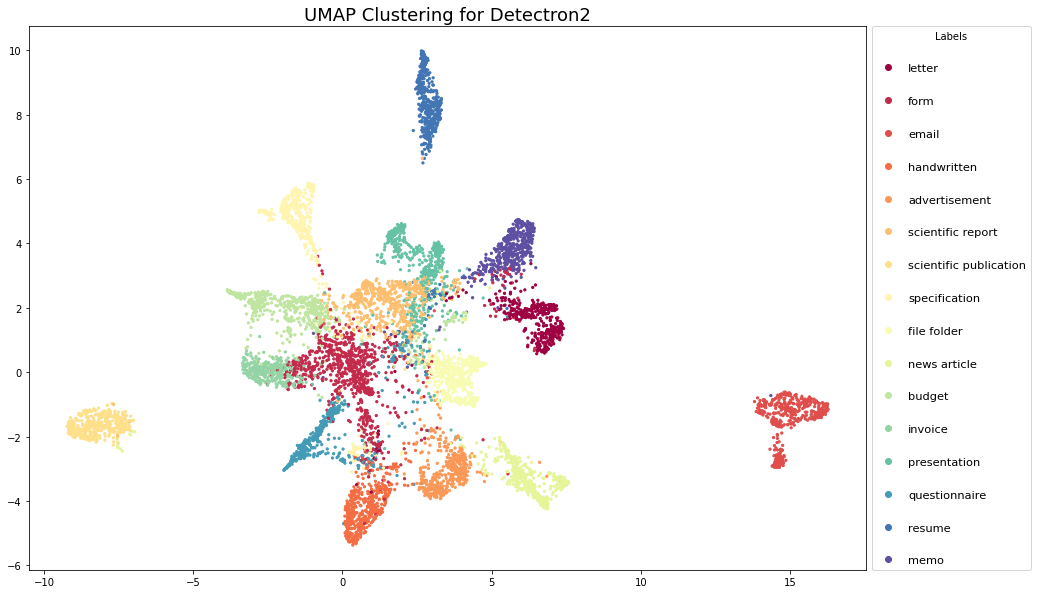 UMAP Clustering for Detectron2
Labels
letter
form
email
handwritten
advertisement
scientific report
scientific publication
specification
file folder
news article
budget
invoice
presentation
questionnaire
resume
memo
10
8
6
4
2
0
−2
−4
−6
−10
−5
0
5
10
15